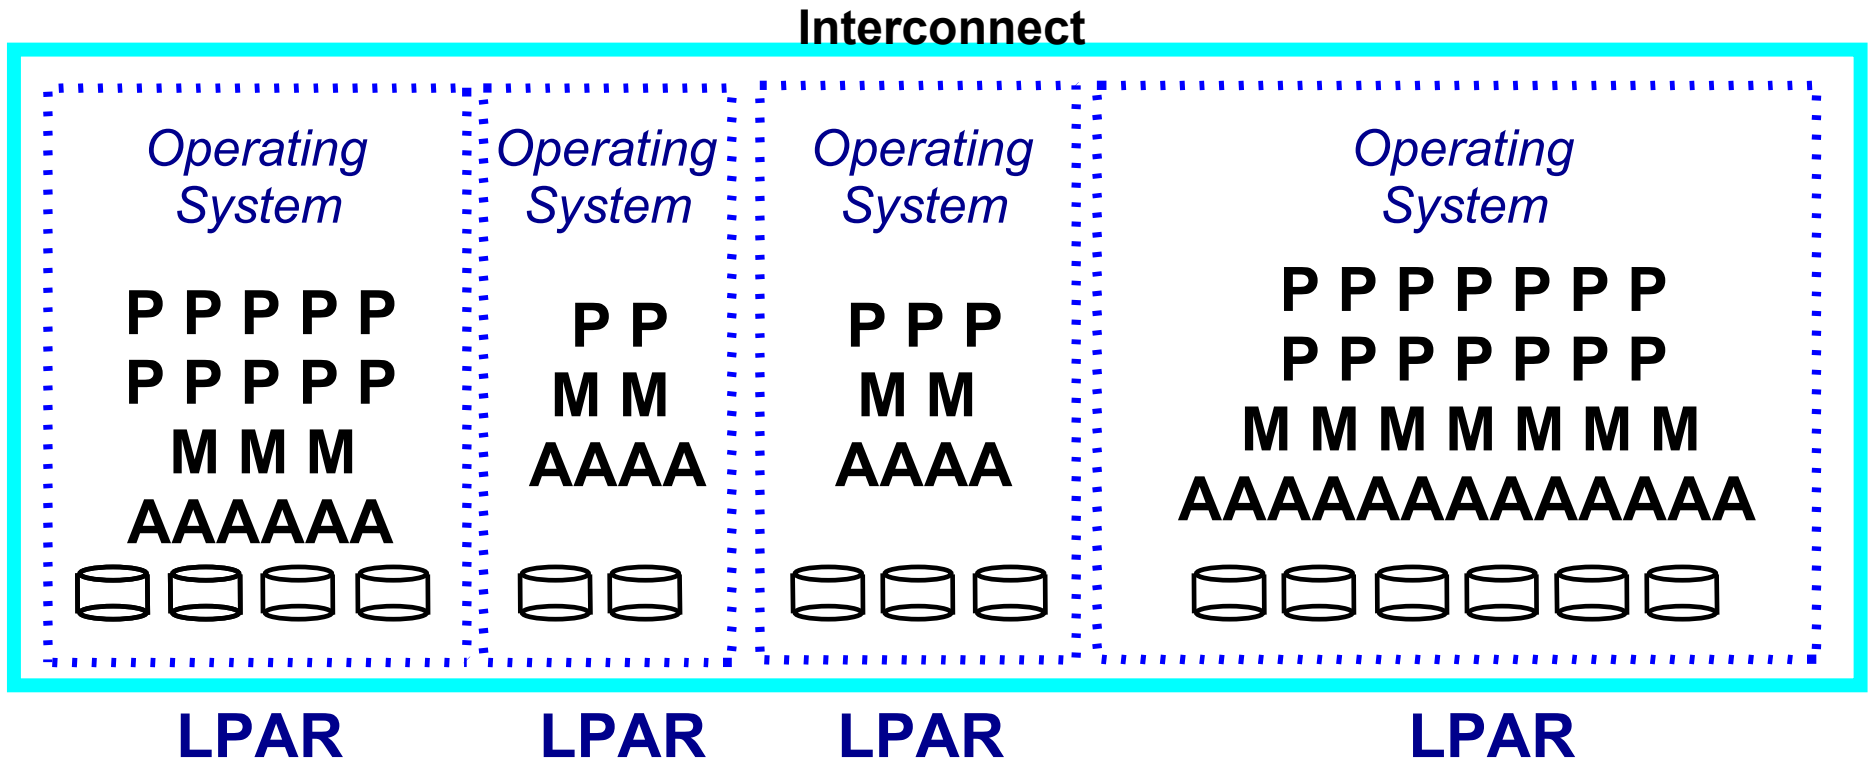 Interconnect
Operating
System
P P P P P
P P P P P
M M M
AAAAAA
Operating
System
P P
M M
AAAA
Operating
System
P P P
M M
AAAA
Operating
System
P P P P P P P
P P P P P P P
M M M M M M M
AAAAAAAAAAAAA
LPAR
LPAR
LPAR
LPAR